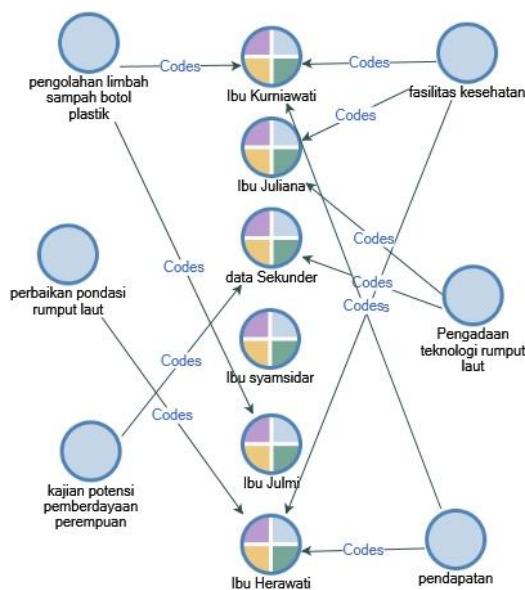 pengolahan limbah
sampah botol
plastik
Codes
Ibu Kurniawati
Codes
fasilitas kesehatan
Codes
Ibu Juliana
Codes
perbaikan pondasi
rumput laut
Codes
data Sekunder
Codes
Pengadaan
teknologi rumput
laut
Codes
Codes
Codes
Ibu syamsidar
Codes
kajian potensi
pemberdayaan
perempuan
Ibu Julmi
Ibu Herawati
Codes
pendapatan